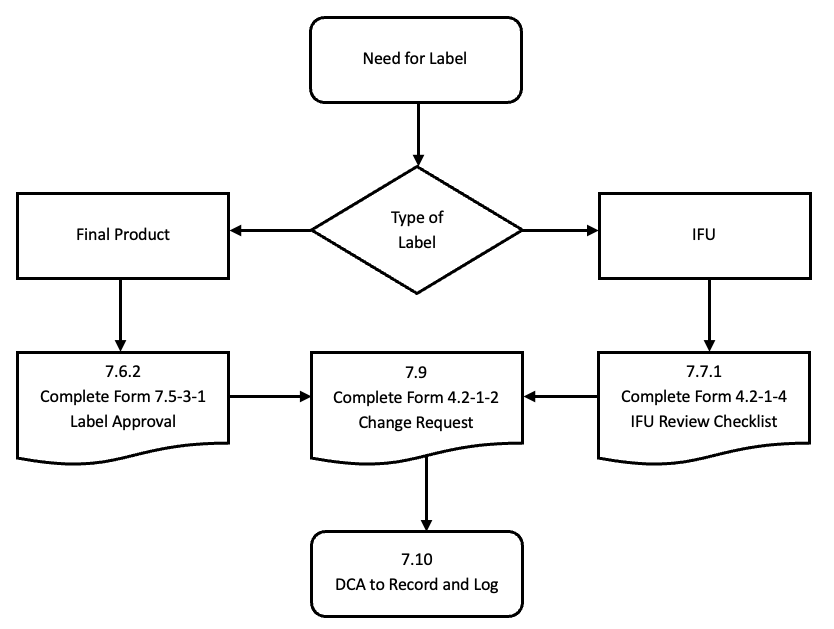 Need for Label
Type of
Label
Final Product
IFU
7.6.2
Complete Form 7.5-3-1
Label Approval
7.9
Complete Form 4.2-1-2
Change Request
7.7.1
Complete Form 4.2-1-4
IFU Review Checklist
7.10
DCA to Record and Log